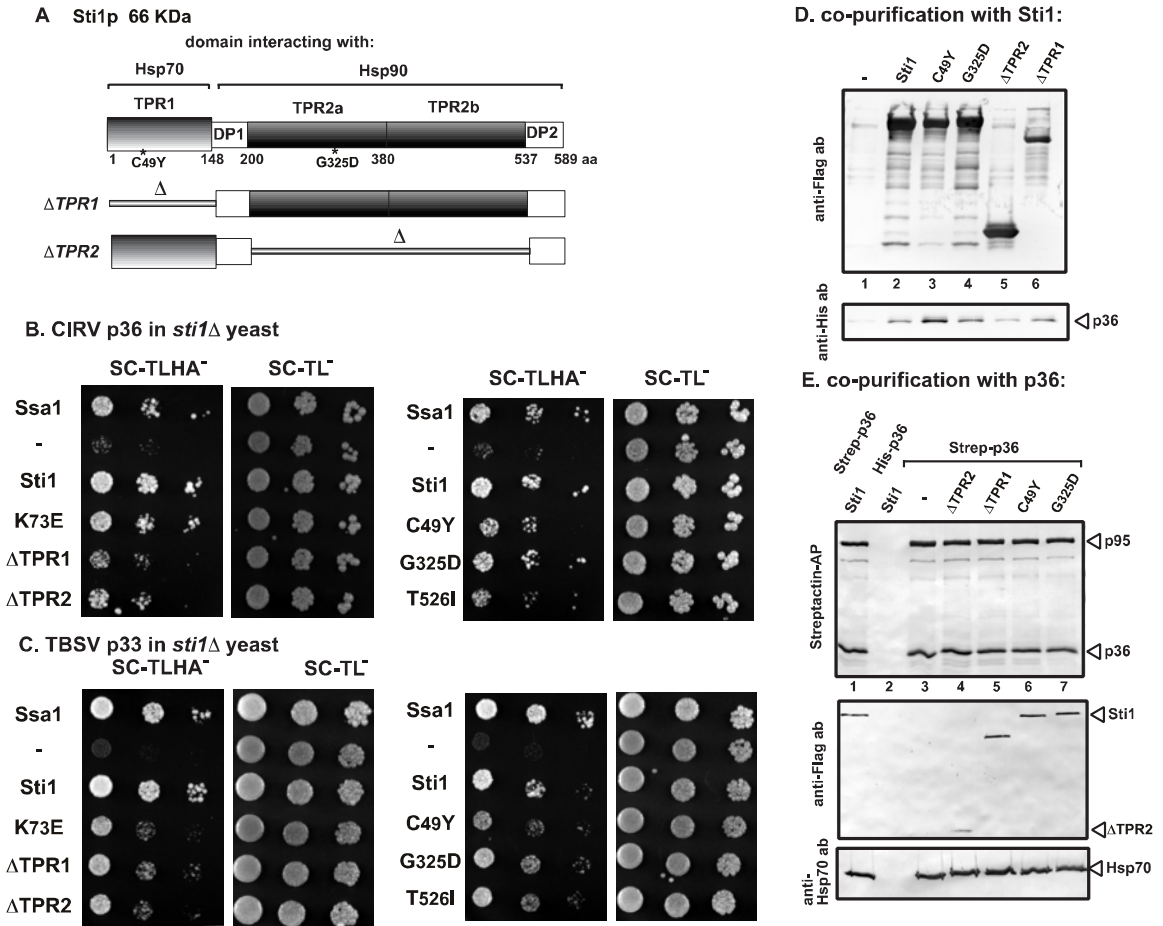 A Sti1p 66 KDa
domain interacting with:
Hsp70 Hsp90
TPR1 TPR2a TPR2b
DP1 DP2
* *
1 C49Y 148 200 G325D 380 537 589 aa
Δ
ΔTPR1
Δ
ΔTPR2
B. CIRV p36 in sti1Δ yeast
SC-TLHA⁻ SC-TL⁻
Ssa1
-
Sti1
K73E
ΔTPR1
ΔTPR2
SC-TLHA⁻ SC-TL⁻
Ssa1
-
Sti1
C49Y
G325D
T526I
C. TBSV p33 in sti1Δ yeast
SC-TLHA⁻ SC-TL⁻
Ssa1
-
Sti1
K73E
ΔTPR1
ΔTPR2
SC-TLHA⁻ SC-TL⁻
Ssa1
-
Sti1
C49Y
G325D
T526I
D. co-purification with Sti1:
- Sti1 C49Y G325D ΔTPR2 ΔTPR1
anti-Flag ab
1 2 3 4 5 6
anti-His ab
p36
E. co-purification with p36:
Strep-p36 His-p36 Strep-p36
Sti1 Sti1 - ΔTPR2 ΔTPR1 C49Y G325D
Streptactin-AP
p95
p36
1 2 3 4 5 6 7
anti-Flag ab
Sti1
ΔTPR2
anti-
Hsp70 ab
Hsp70